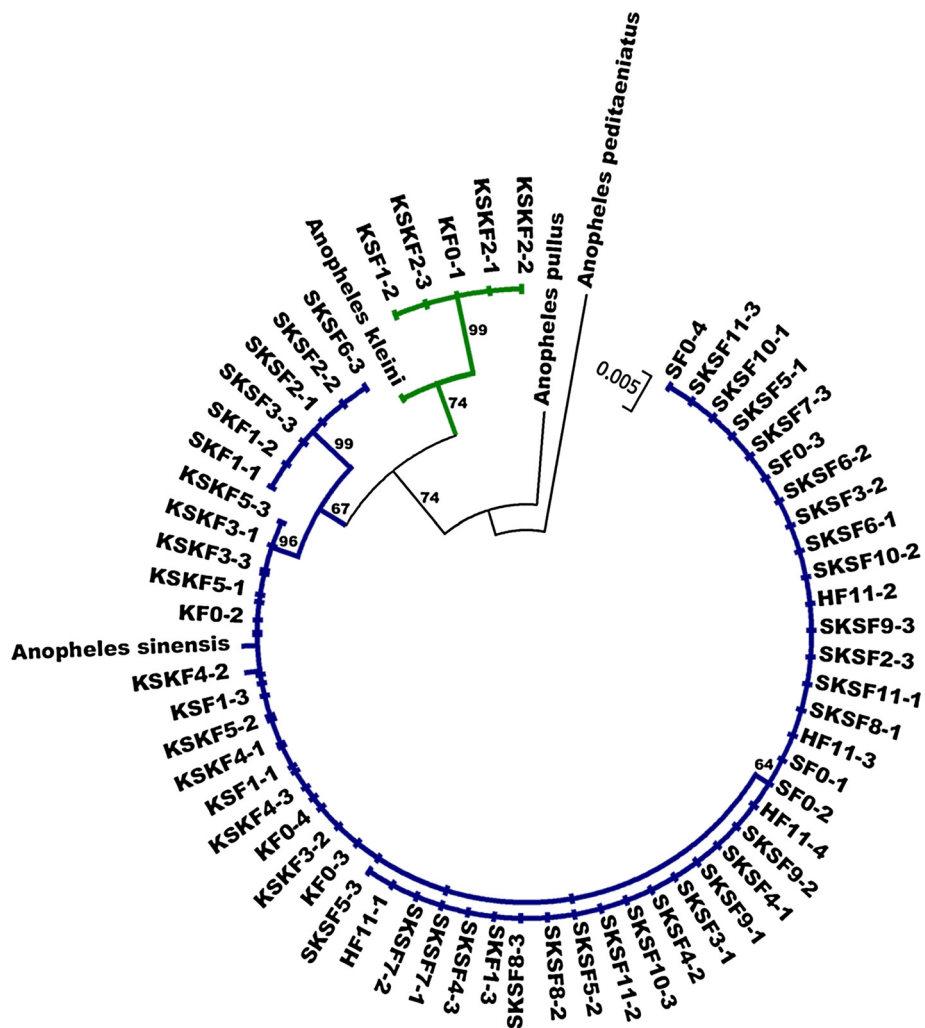 Anopheles peditaeniatus
Anopheles pullus
KSKF2-2
KSKF2-1
KF0-1
KSKF2-3
KSF1-2
Anopheles kleini
SKSF6-3
SKSF2-2
SKSF2-1
SKSF3-3
SKF1-2
SKF1-1
KSKF5-3
KSKF3-1
KSKF3-3
KSKF5-1
KF0-2
Anopheles sinensis
KSKF4-2
KSF1-3
KSKF5-2
KSKF4-1
KSF1-1
KSKF4-3
KF0-4
KSKF3-2
KF0-3
SKSF5-3
HF11-1
SKSF7-2
SKSF7-1
SKSF4-3
SKF1-3
SKSF8-3
SKSF8-2
SKSF5-2
SKSF11-2
SKSF10-3
SKSF4-2
SKSF3-1
SKSF9-1
SKSF4-1
SKSF9-2
HF11-4
SF0-2
SF0-1
HF11-3
SKSF8-1
SKSF11-1
SKSF2-3
SKSF9-3
HF11-2
SKSF10-2
SKSF6-1
SKSF3-2
SKSF6-2
SF0-3
SKSF7-3
SKSF5-1
SKSF10-1
SKSF11-3
SF0-4
0.005
99
74
74
99
67
96
64